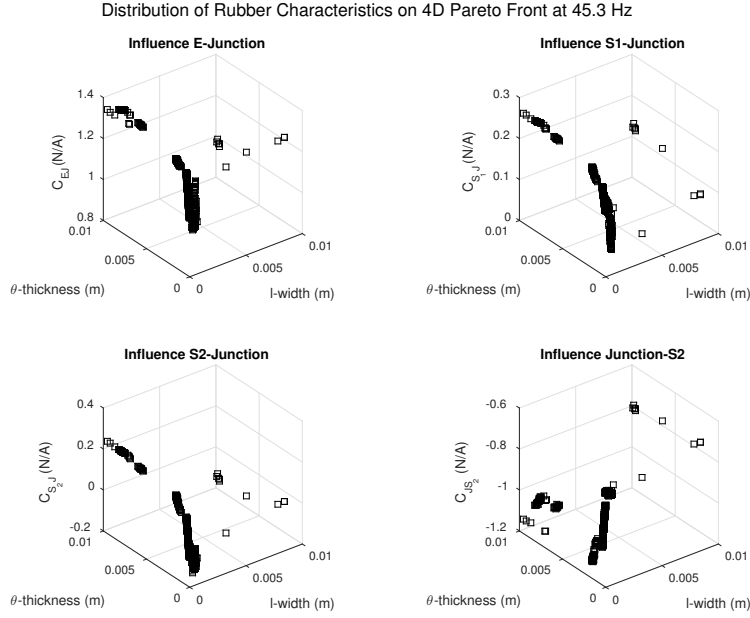 Distribution of Rubber Characteristics on 4D Pareto Front at 45.3 Hz
Influence E-Junction
1.4
1.2
1
0.8
C_EJ (N/A)
0.01
0.005
0
θ-thickness (m)
0
0.005
0.01
l-width (m)
Influence S1-Junction
0.3
0.2
0.1
0
C_S_1J (N/A)
0.01
0.005
0
θ-thickness (m)
0
0.005
0.01
l-width (m)
Influence S2-Junction
0.4
0.2
0
-0.2
C_S_2J (N/A)
0.01
0.005
0
θ-thickness (m)
0
0.005
0.01
l-width (m)
Influence Junction-S2
-0.6
-0.8
-1
-1.2
C_JS_2 (N/A)
0.01
0.005
0
θ-thickness (m)
0
0.005
0.01
l-width (m)